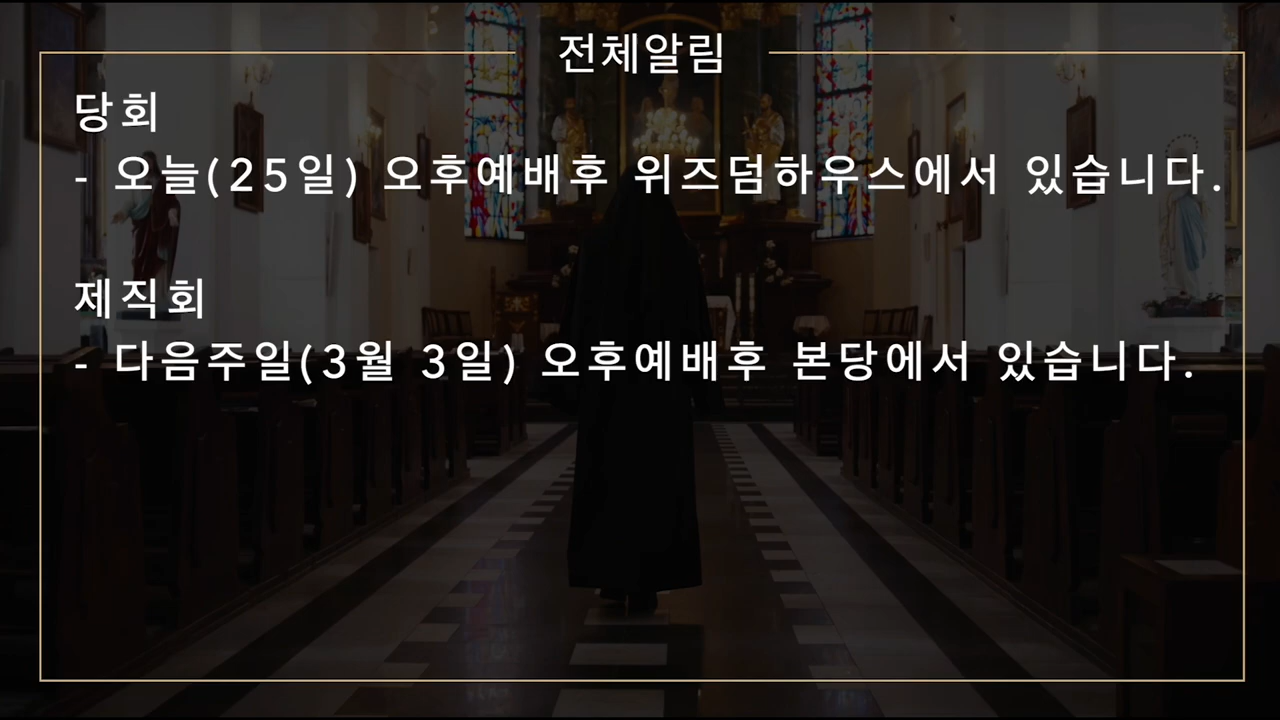 전체알림
당회
- 오늘(25일) 오후예배후 위즈덤하우스에서 있습니다.
제직회
- 다음주일(3월 3일) 오후예배후 본당에서 있습니다.